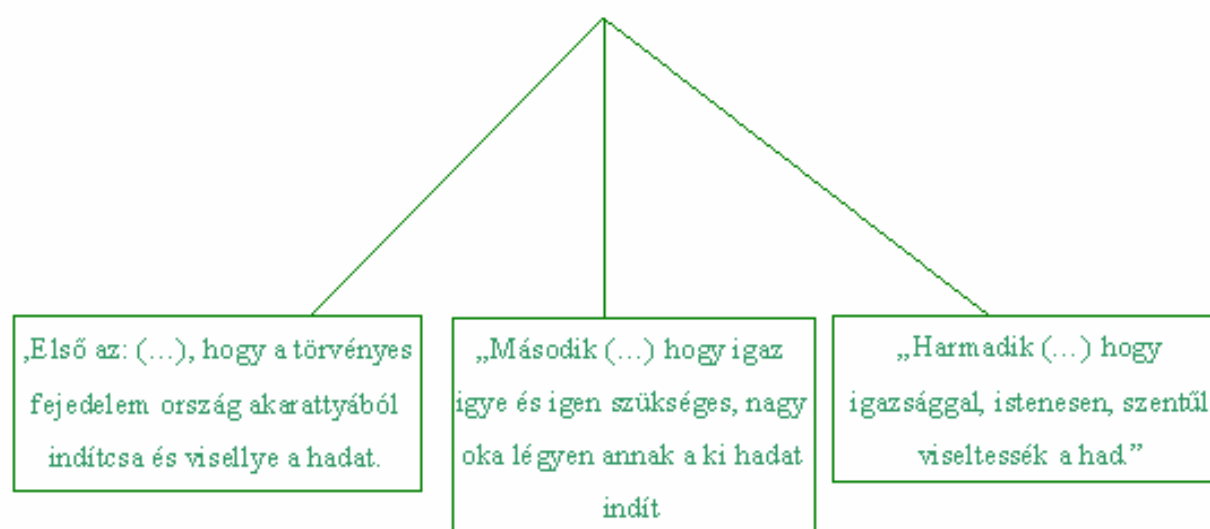 „Első az: (...), hogy a törvényes
fejedelem ország akarattyából
indítcsa és visellye a hadat.
„Második (...) hogy igaz
igye és igen szükséges, nagy
oka légyen annak a ki hadat
indít
„Harmadik (...) hogy
igazsággal, istenesen, szentűl
viseltessék a had.”